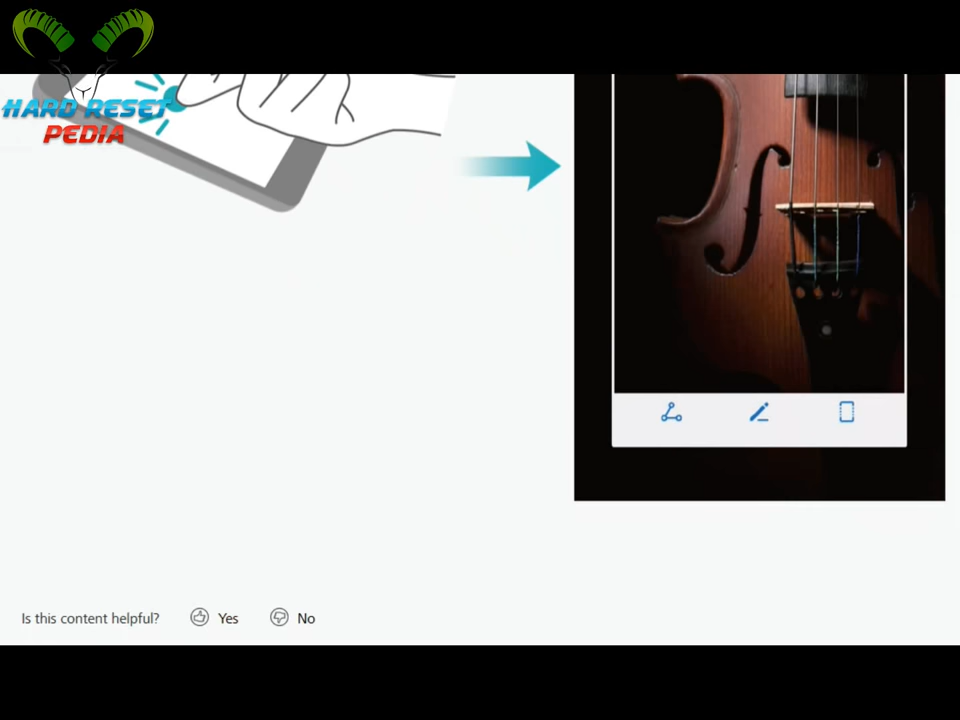 HARD RESET
PEDIA
Is this content helpful? Yes No